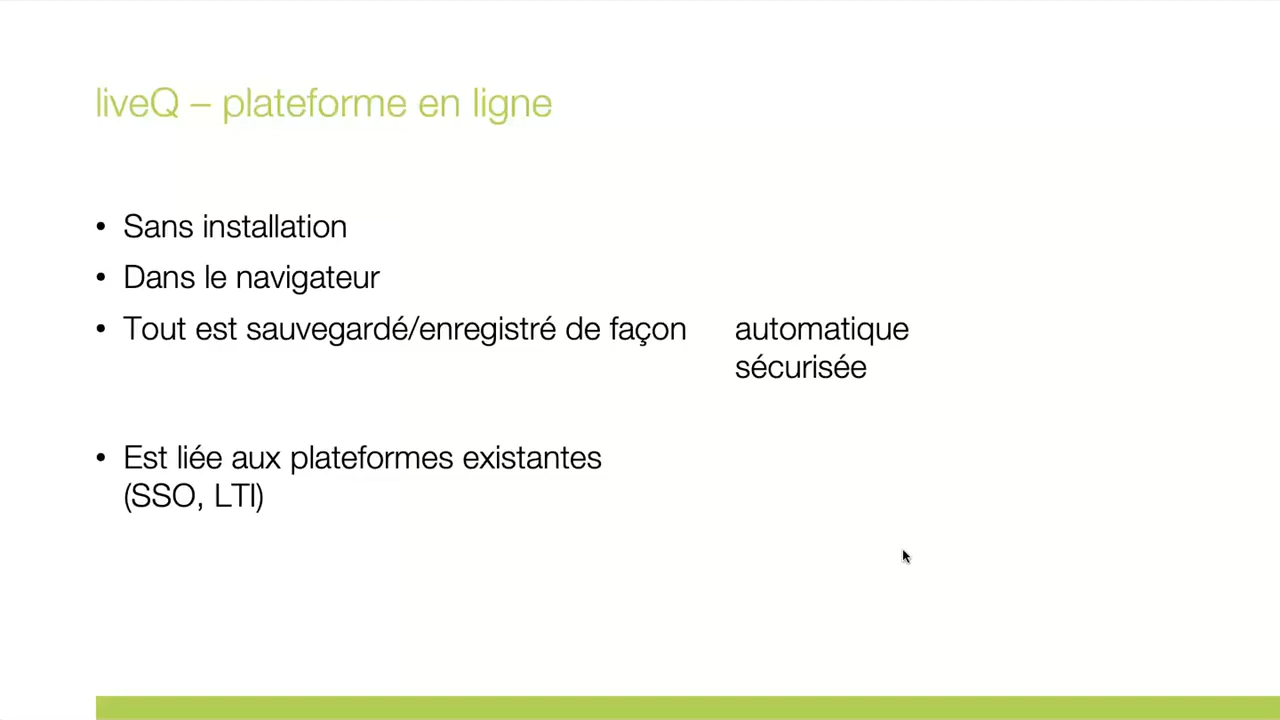 liveQ – plateforme en ligne
• Sans installation
• Dans le navigateur
• Tout est sauvegardé/enregistré de façon automatique
sécurisée
• Est liée aux plateformes existantes
(SSO, LTI)